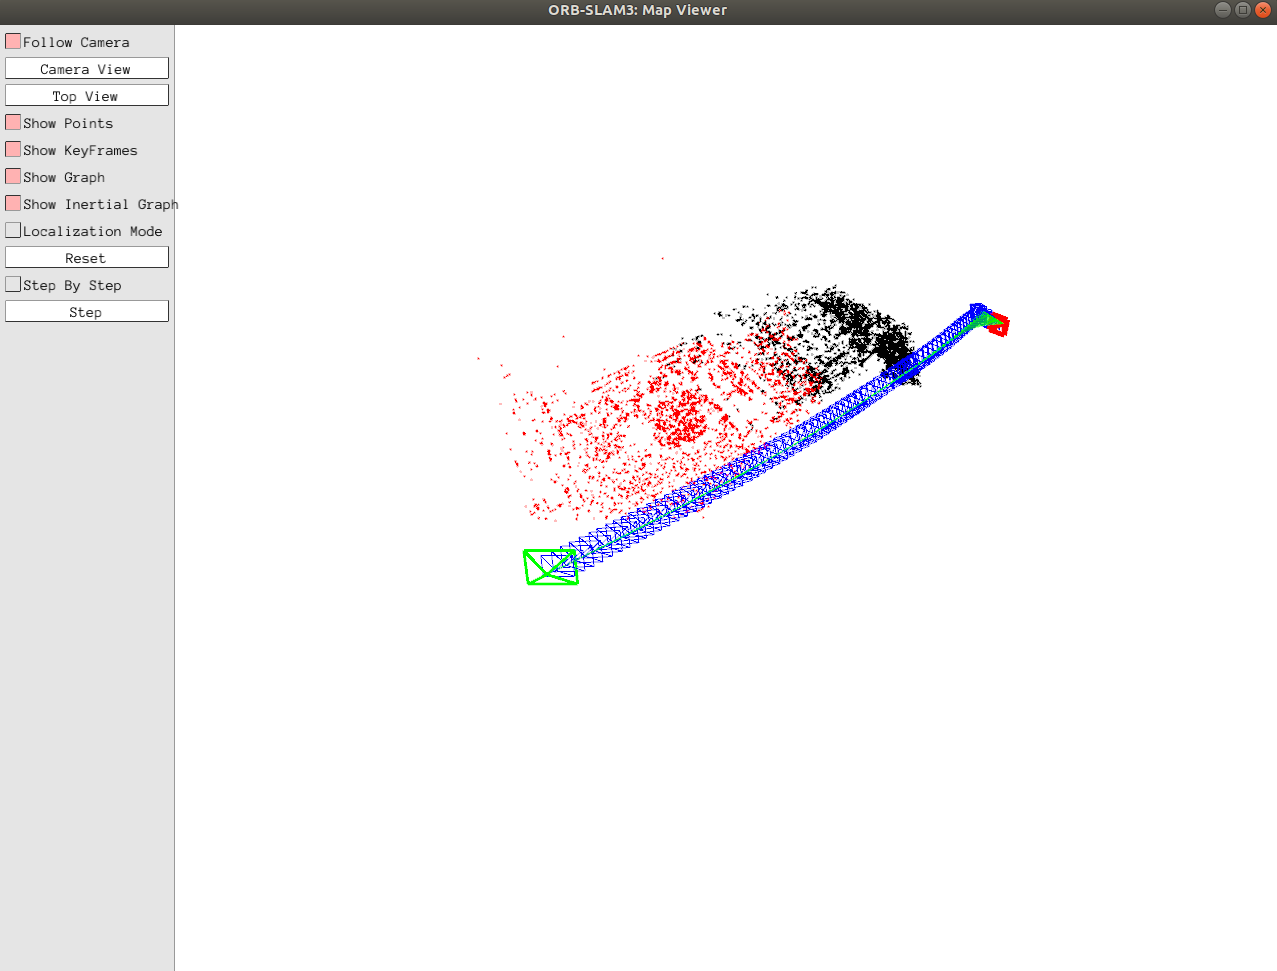 ORB-SLAM3: Map Viewer
Follow Camera
Camera View
Top View
Show Points
Show KeyFrames
Show Graph
Show Inertial Graph
Localization Mode
Reset
Step By Step
Step